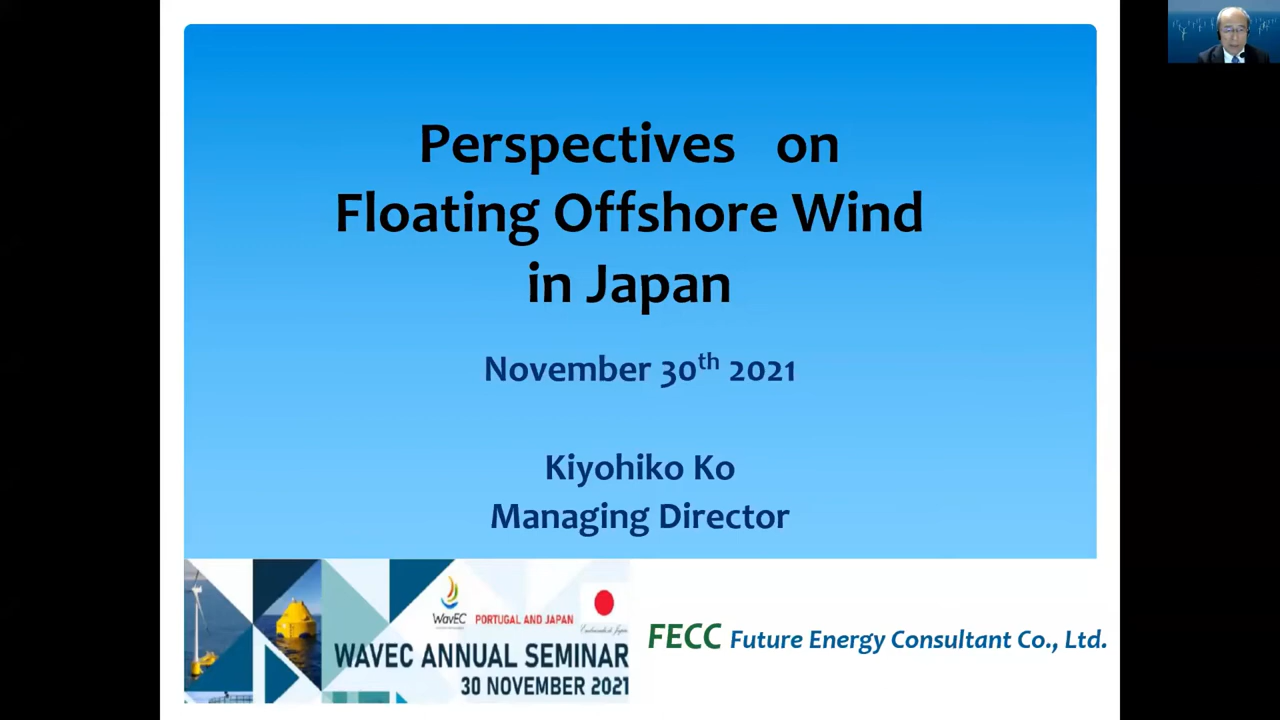 Perspectives on
Floating Offshore Wind
in Japan
November 30th 2021
Kiyohiko Ko
Managing Director
WavEC
PORTUGAL AND JAPAN
WAVEC ANNUAL SEMINAR
30 NOVEMBER 2021
FECC Future Energy Consultant Co., Ltd.